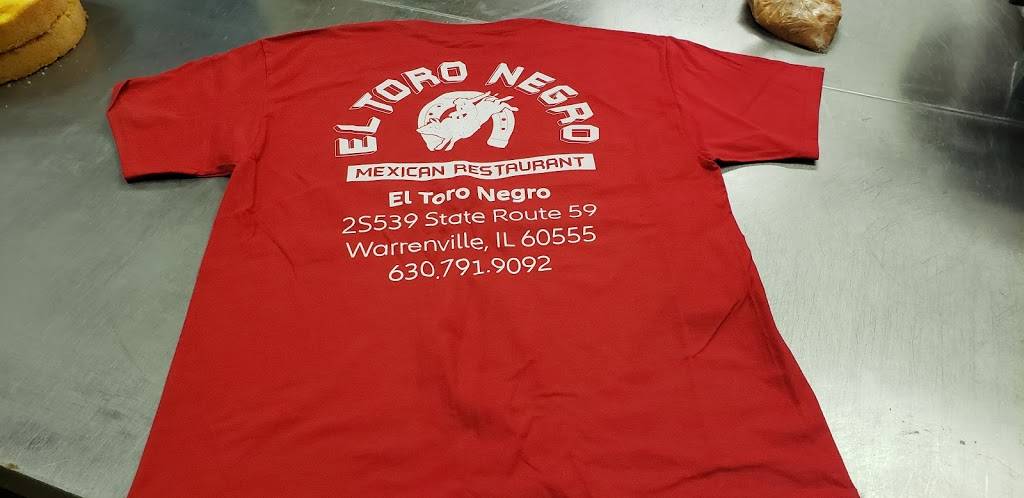 EL TORO NEGRO
MEXICAN RESTAURANT
El Toro Negro
2S539 State Route 59
Warrenville, IL 60555
630.791.9092